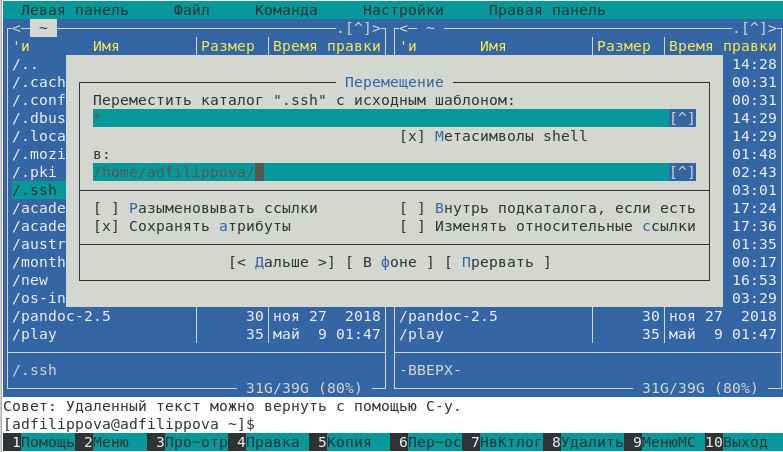 Левая панель Файл Команда Настройки Правая панель
<— ~ .[^]> <— ~ .[^]>
'и Имя Размер Время правки 'и Имя Размер Время правки
/.. 14:28
/.cach 00:31
/.conf 00:31
/.dbus 14:29
/.loca 14:29
/.mozi 01:48
/.pki 02:43
/.ssh 03:01
/acade 17:24
/acade 17:36
/austr 01:35
/month 00:17
/new 16:53
/os-in 03:29
Перемещение
Переместить каталог ".ssh" с исходным шаблоном:
* [^]
[x] Метасимволы shell
в:
/home/adfilippova/ [^]
[ ] Разыменовывать ссылки [ ] Внутрь подкаталога, если есть
[x] Сохранять атрибуты [ ] Изменять относительные ссылки
[< Дальше >] [ В фоне ] [ Прервать ]
/pandoc-2.5 30 ноя 27 2018 /pandoc-2.5 30 ноя 27 2018
/play 35 май 9 01:47 /play 35 май 9 01:47
/.ssh -ВВЕРХ-
31G/39G (80%) 31G/39G (80%)
Совет: Удаленный текст можно вернуть с помощью C-y.
[adfilippova@adfilippova ~]$
1Помощь 2Меню 3Про~отр 4Правка 5Копия 6Пер~ос 7НвКтлог 8Удалить 9МенюMC 10Выход